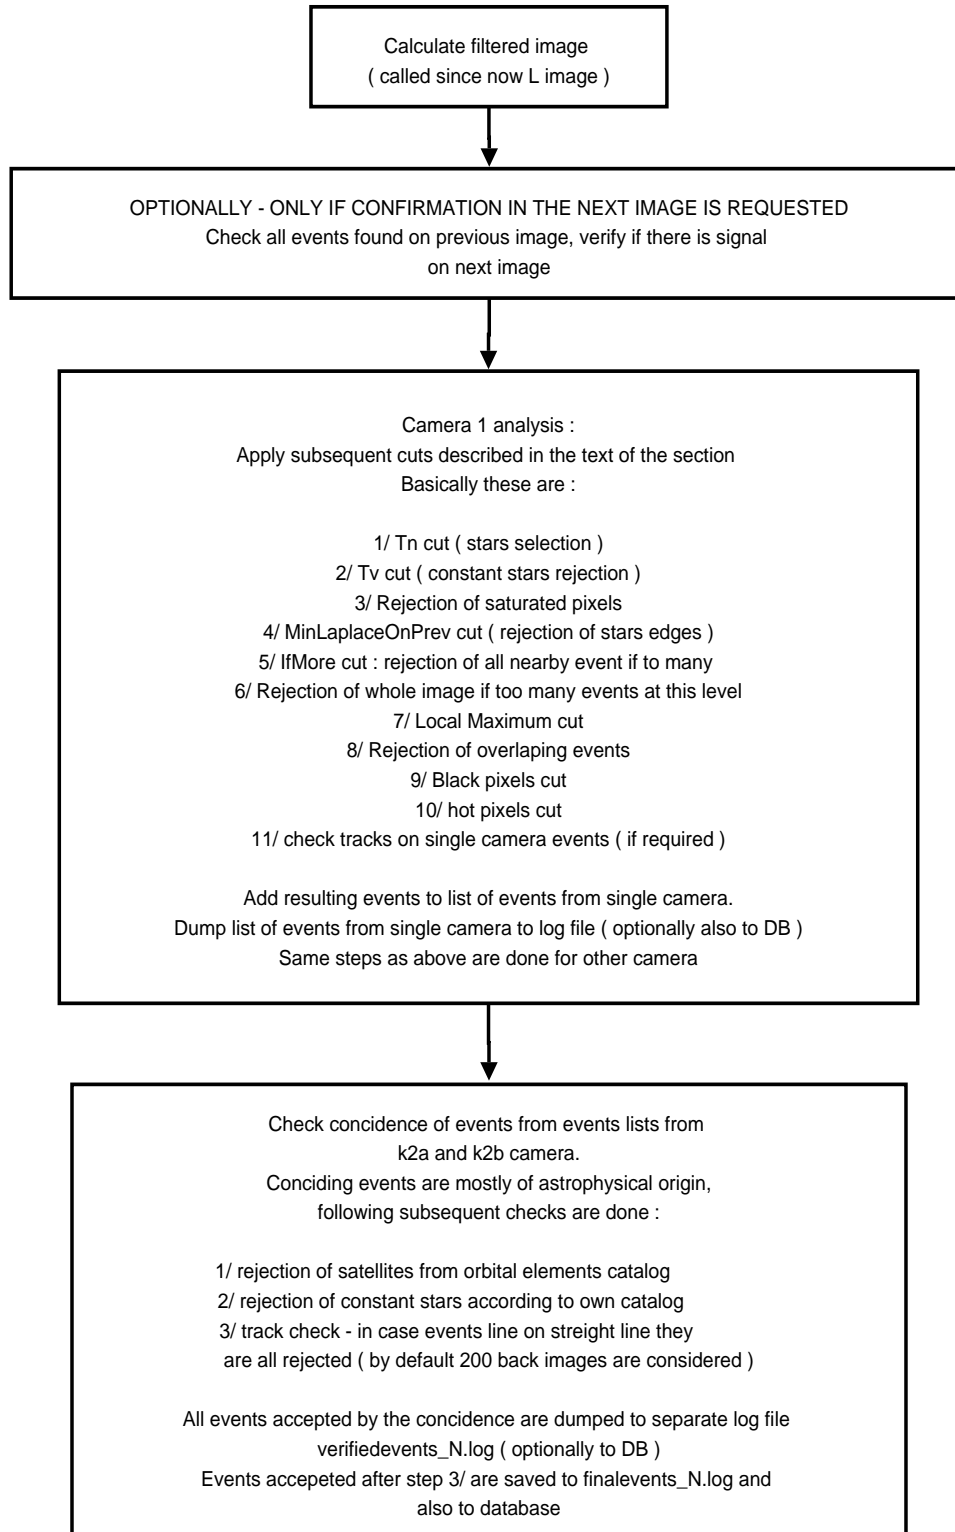 Calculate filtered image
( called since now L image )
OPTIONALLY - ONLY IF CONFIRMATION IN THE NEXT IMAGE IS REQUESTED
Check all events found on previous image, verify if there is signal
on next image
Camera 1 analysis :
Apply subsequent cuts described in the text of the section
Basically these are :
1/ Tn cut ( stars selection )
2/ Tv cut ( constant stars rejection )
3/ Rejection of saturated pixels
4/ MinLaplaceOnPrev cut ( rejection of stars edges )
5/ IfMore cut : rejection of all nearby event if to many
6/ Rejection of whole image if too many events at this level
7/ Local Maximum cut
8/ Rejection of overlaping events
9/ Black pixels cut
10/ hot pixels cut
11/ check tracks on single camera events ( if required )
Add resulting events to list of events from single camera.
Dump list of events from single camera to log file ( optionally also to DB )
Same steps as above are done for other camera
Check concidence of events from events lists from
k2a and k2b camera.
Conciding events are mostly of astrophysical origin,
following subsequent checks are done :
1/ rejection of satellites from orbital elements catalog
2/ rejection of constant stars according to own catalog
3/ track check - in case events line on streight line they
are all rejected ( by default 200 back images are considered )
All events accepted by the concidence are dumped to separate log file
verifiedevents_N.log ( optionally to DB )
Events accepeted after step 3/ are saved to finalevents_N.log and
also to database